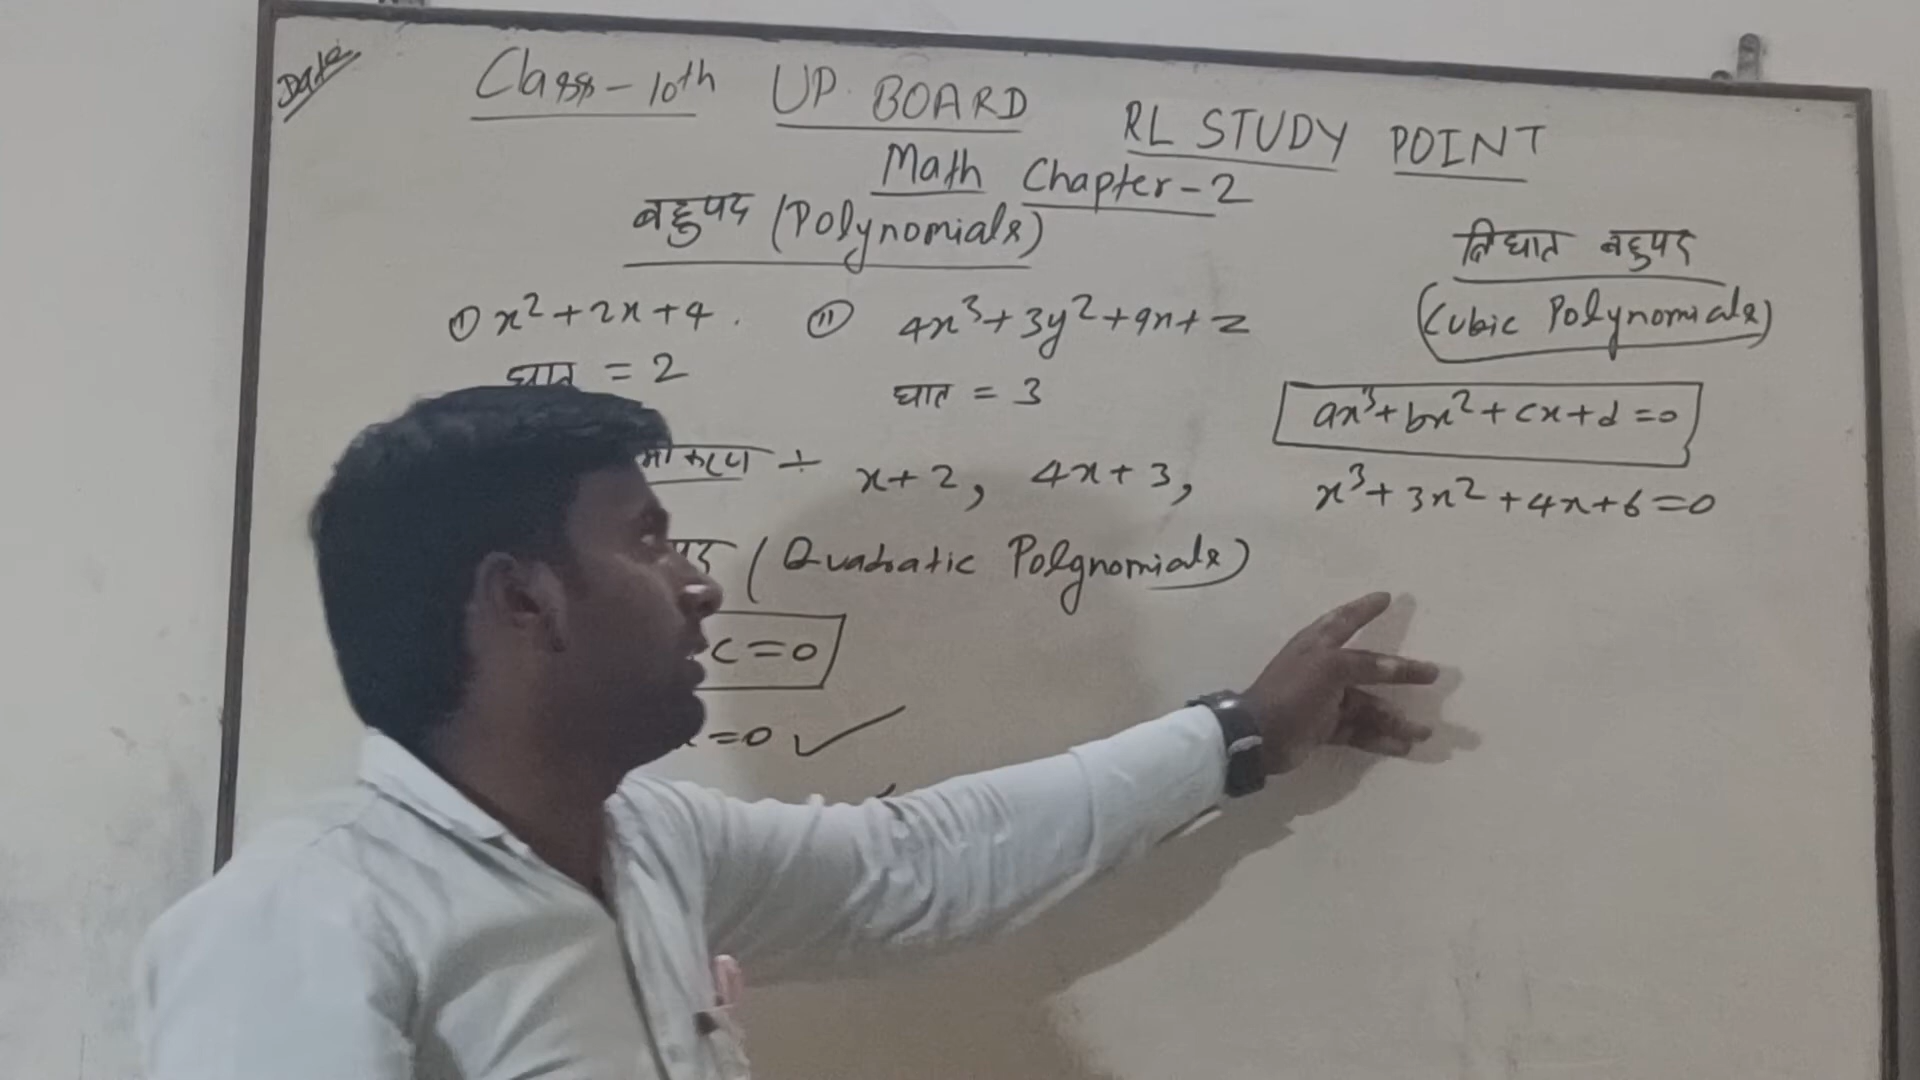 Date
Class-10th UP BOARD RL STUDY POINT
Math Chapter-2
बहुपद (Polynomials)
① x²+2x+4. ⑪ 4x³+3y²+9x+2
घात = 2 घात = 3
÷ x+2, 4x+3,
(Quadratic Polynomials)
c=0
=0 ✓
त्रिघात बहुपद
(Cubic Polynomials)
ax³+bx²+cx+d=0
x³+3x²+4x+6=0